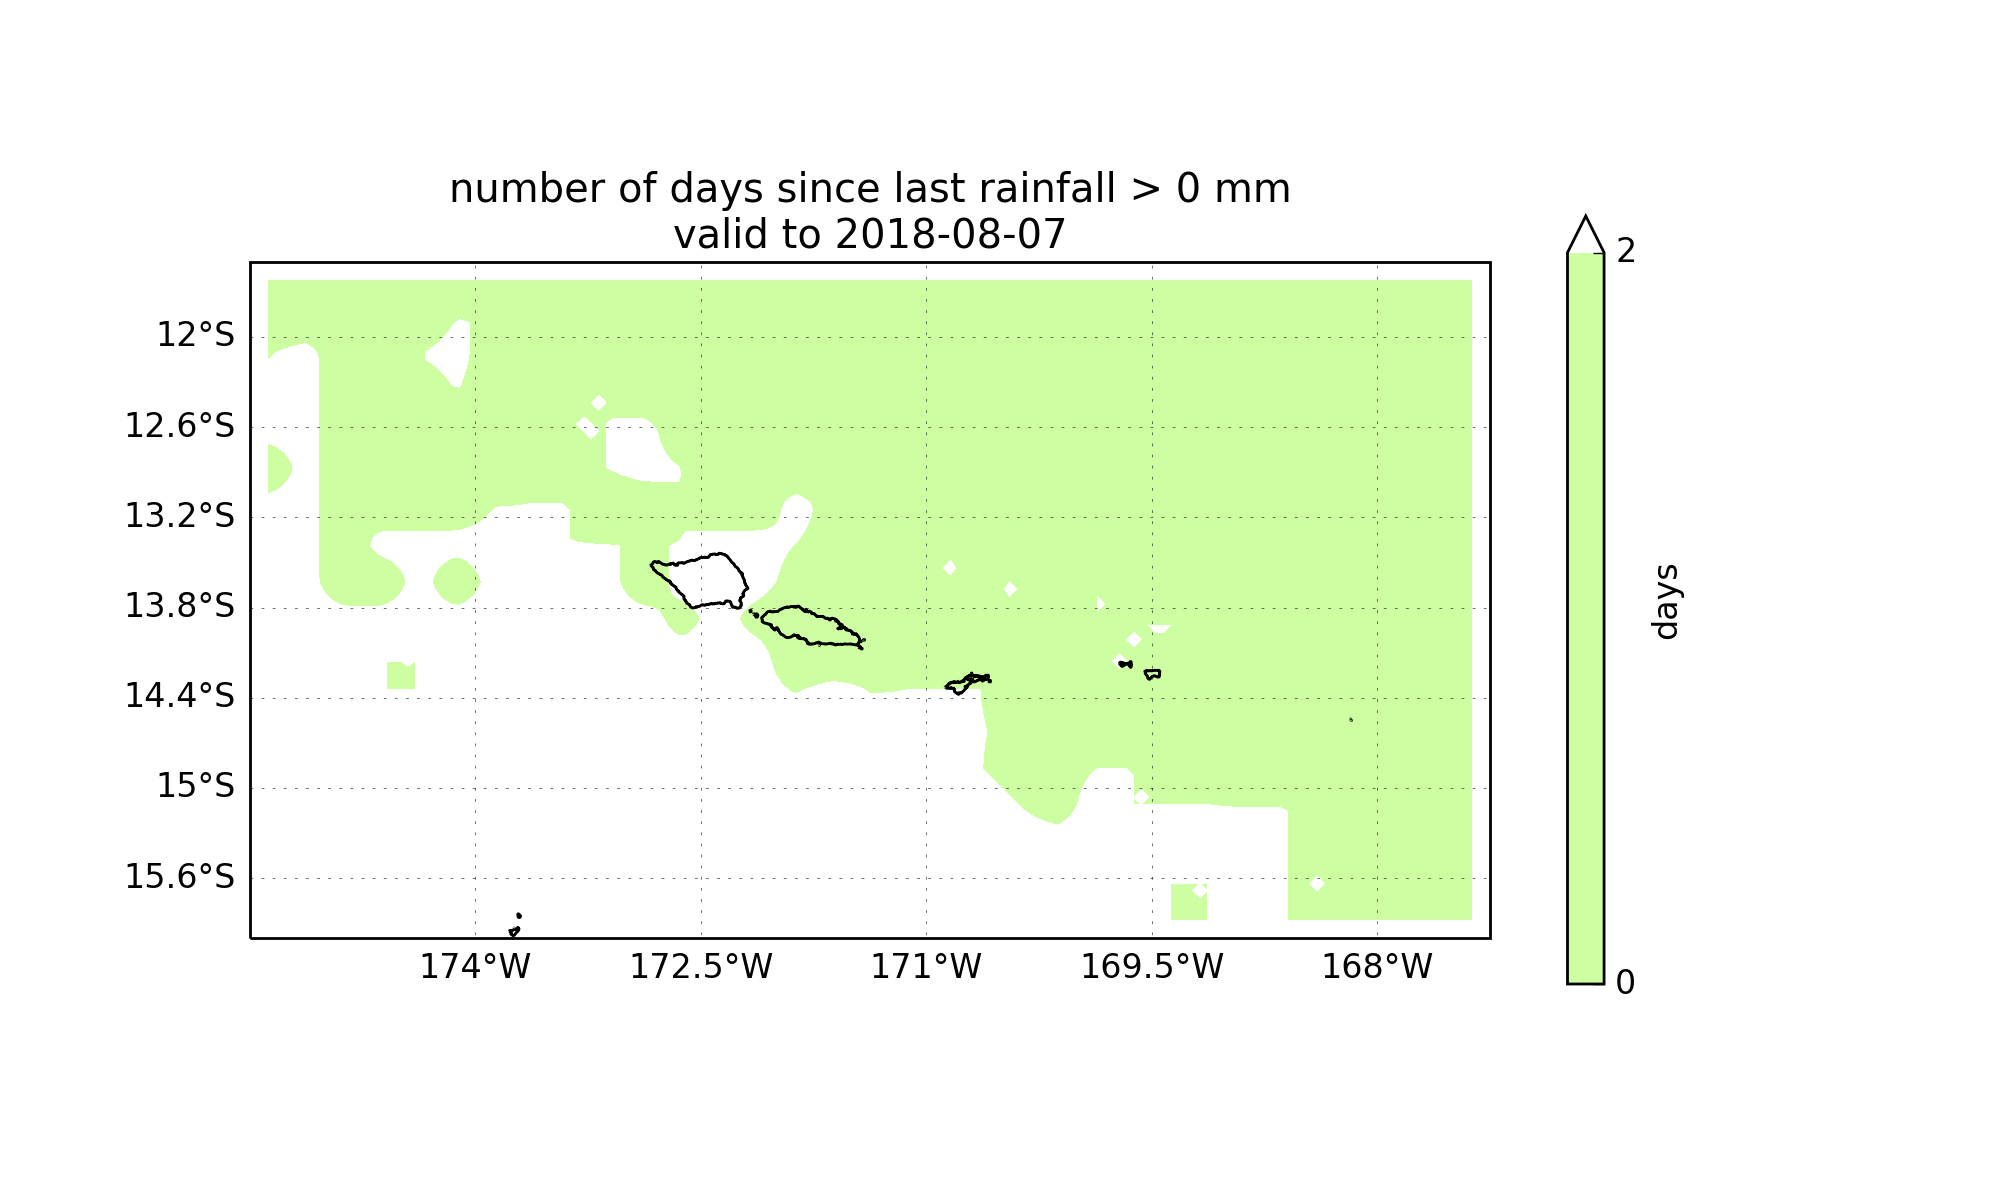 number of days since last rainfall > 0 mm
valid to 2018-08-07
2
12°S
12.6°S
13.2°S
13.8°S
days
14.4°S
15°S
15.6°S
174°W 172.5°W 171°W 169.5°W 168°W
0